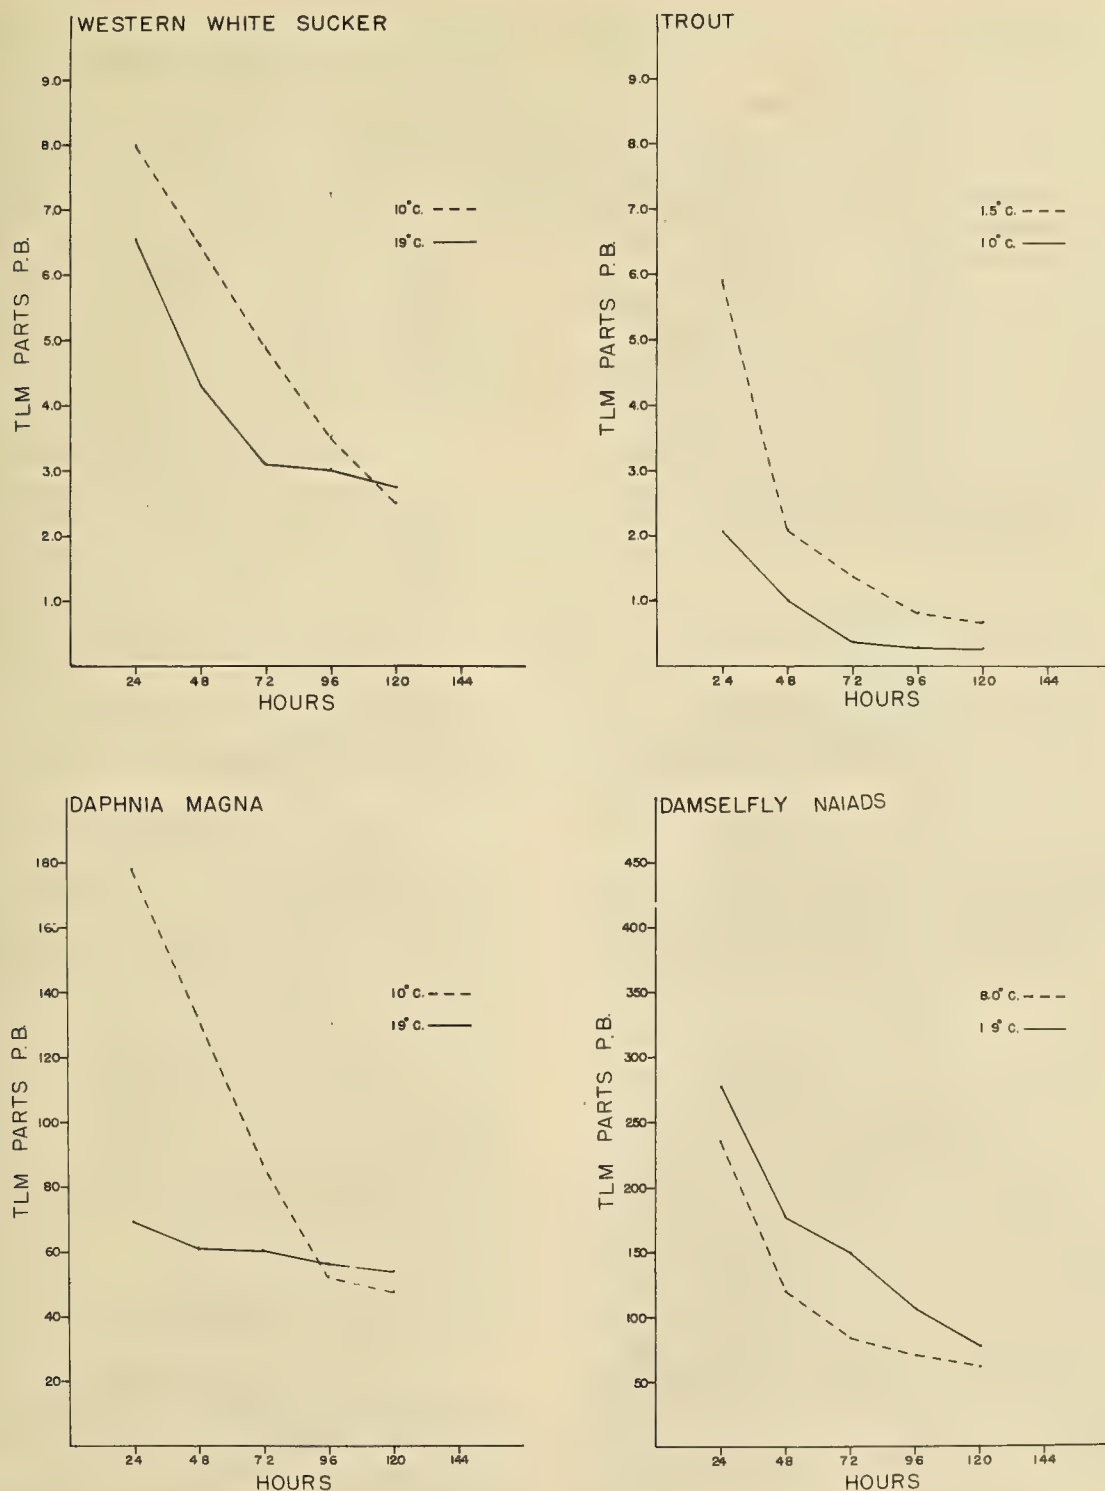 WESTERN WHITE SUCKER
9.0
8.0
7.0
6.0
5.0
4.0
3.0
2.0
1.0
TLM PARTS P.B.
10°C.
19°C.
24 48 72 96 120 144
HOURS
TROUT
9.0
8.0
7.0
6.0
5.0
4.0
3.0
2.0
1.0
TLM PARTS P.B.
1.5°C.
10°C.
24 48 72 96 120 144
HOURS
DAPHNIA MAGNA
180
160
140
120
100
80
60
40
20
TLM PARTS P.B.
10°C.
19°C.
24 48 72 96 120 144
HOURS
DAMSELFLY NAIADS
450
400
350
300
250
200
150
100
50
TLM PARTS P.B.
8.0°C.
19°C.
24 48 72 96 120 144
HOURS